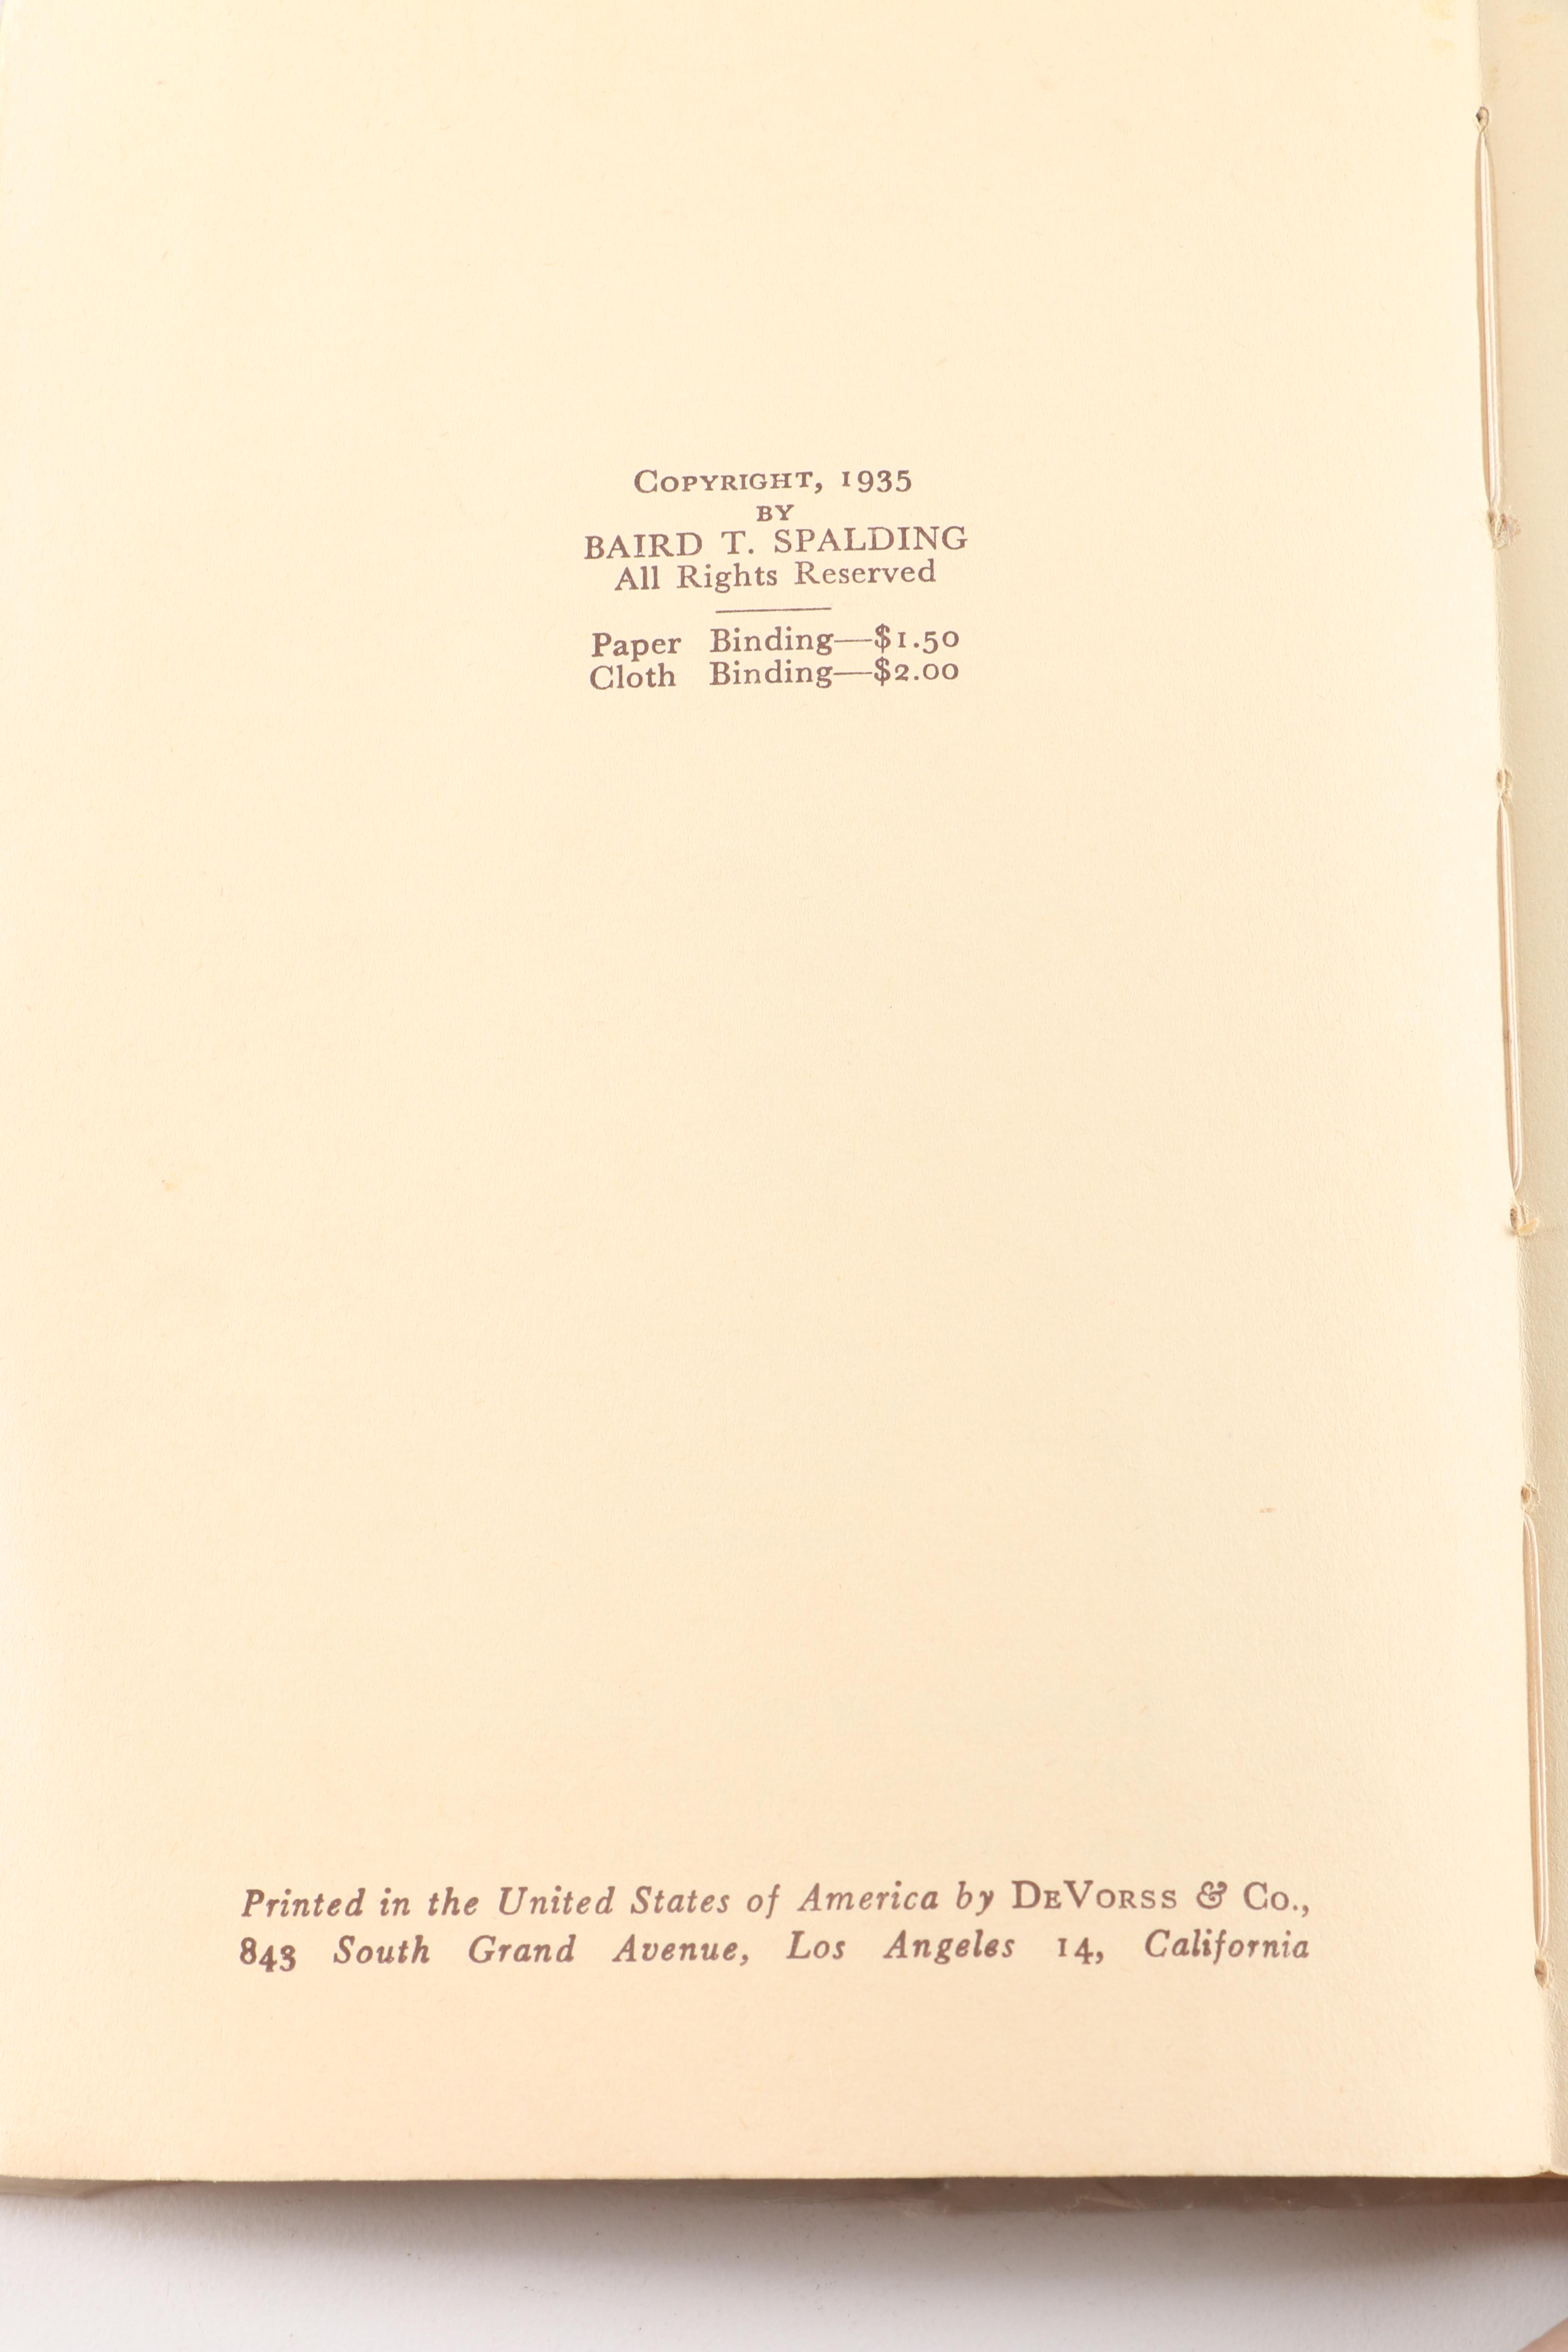 Copyright, 1935
BY
BAIRD T. SPALDING
All Rights Reserved
Paper Binding—$1.50
Cloth Binding—$2.00
Printed in the United States of America by DeVorss & Co.,
843 South Grand Avenue, Los Angeles 14, California